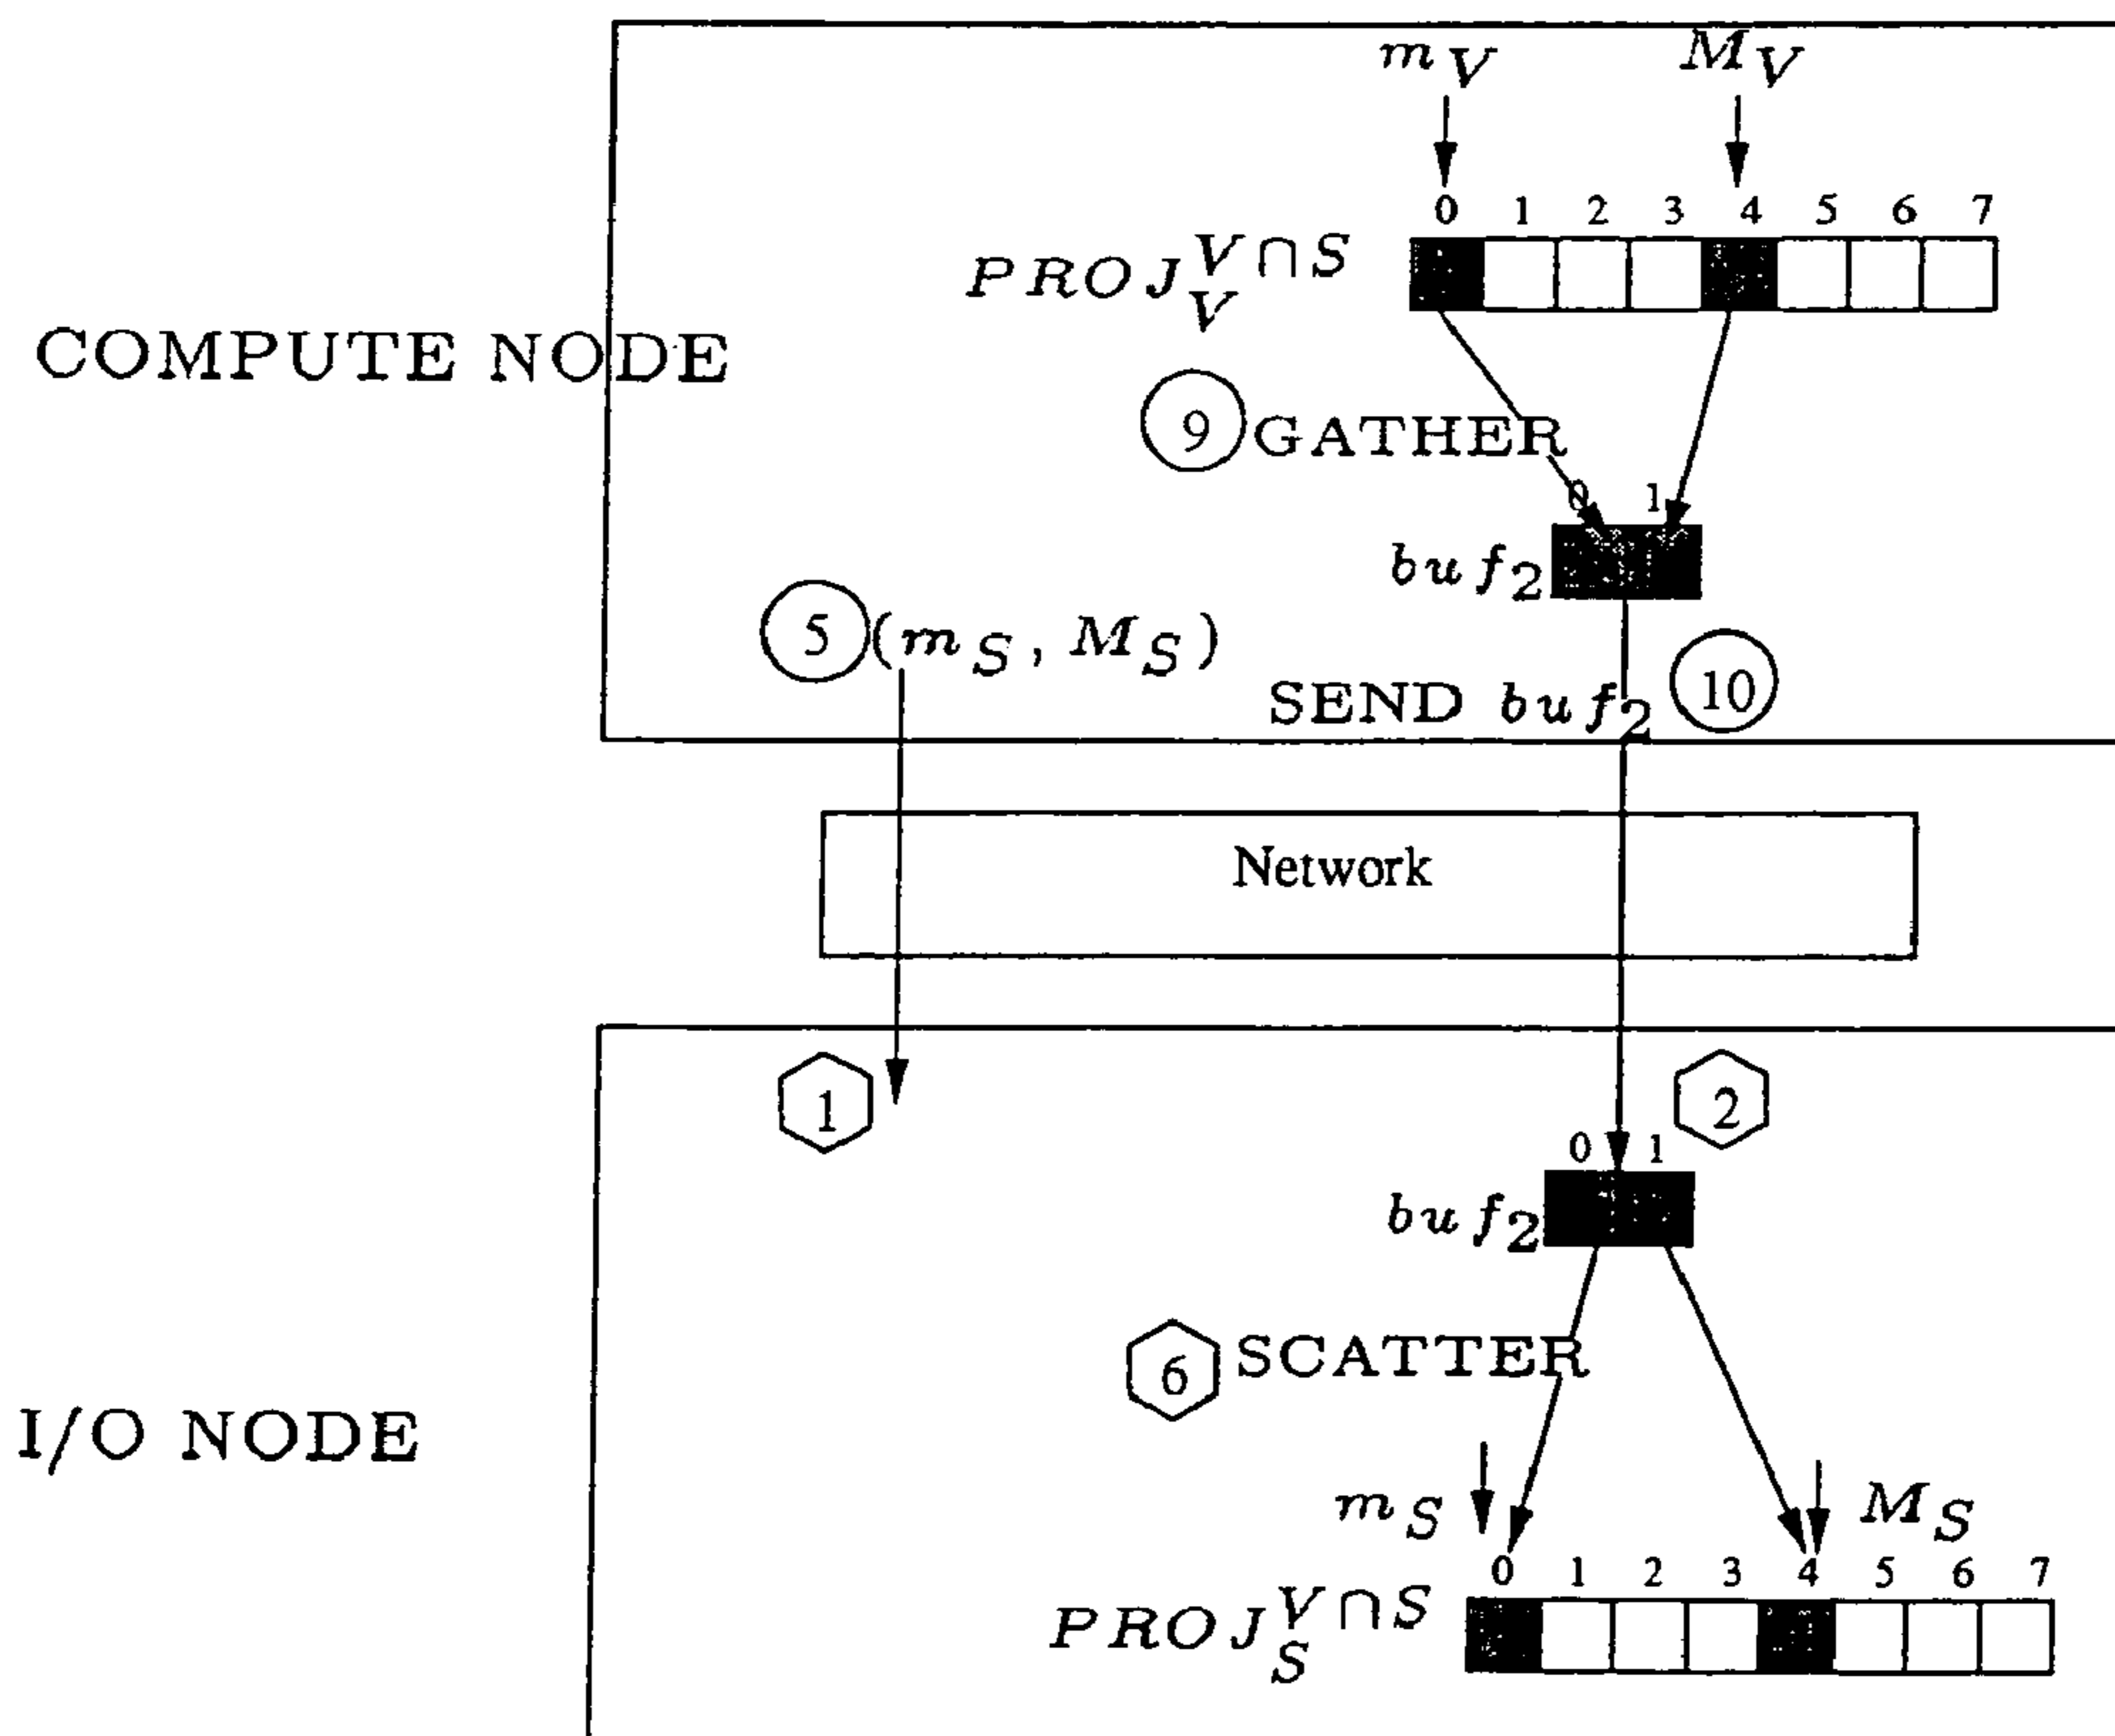 m_V M_V
0 1 2 3 4 5 6 7
PROJ_V^{V∩S}
COMPUTE NODE
9 GATHER
0 1
buf_2
5 (m_S, M_S)
SEND buf_2 10
Network
1 2
0 1
buf_2
6 SCATTER
I/O NODE
m_S M_S
0 1 2 3 4 5 6 7
PROJ_S^{V∩S}